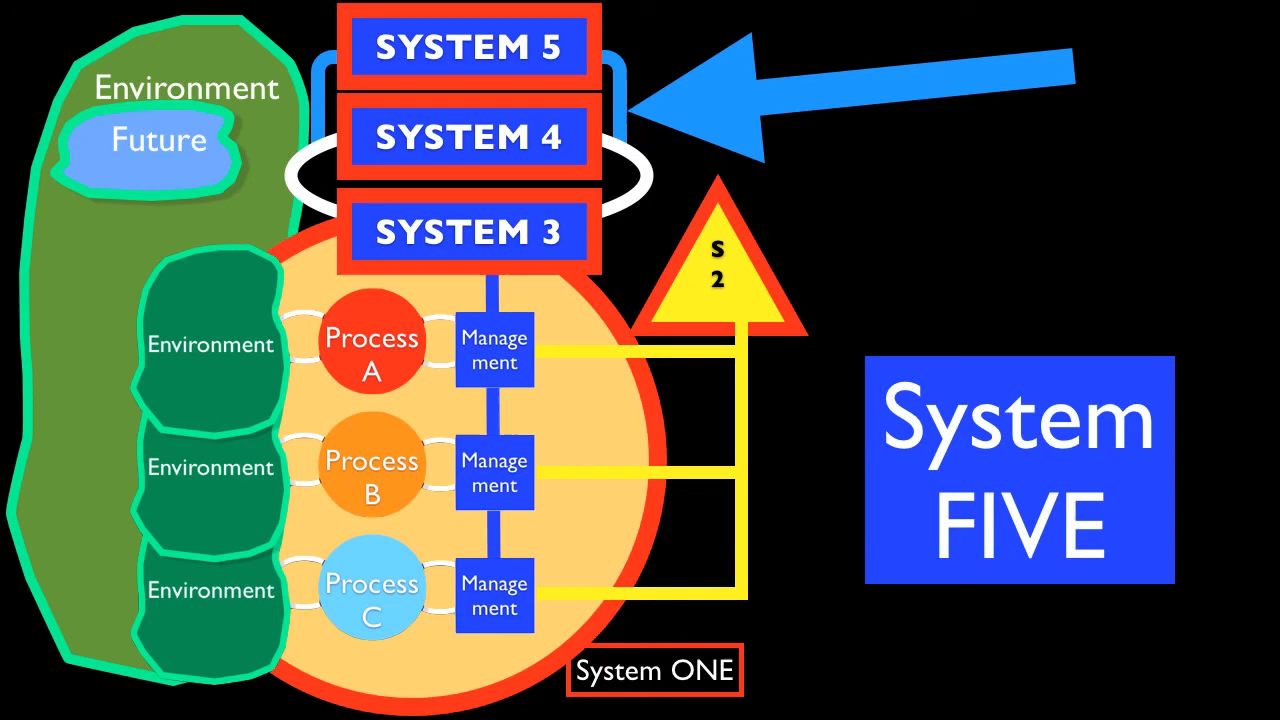 SYSTEM 5
Environment
Future
SYSTEM 4
SYSTEM 3
S
2
Environment
Process
A
Manage
ment
System
FIVE
Environment
Process
B
Manage
ment
Environment
Process
C
Manage
ment
System ONE